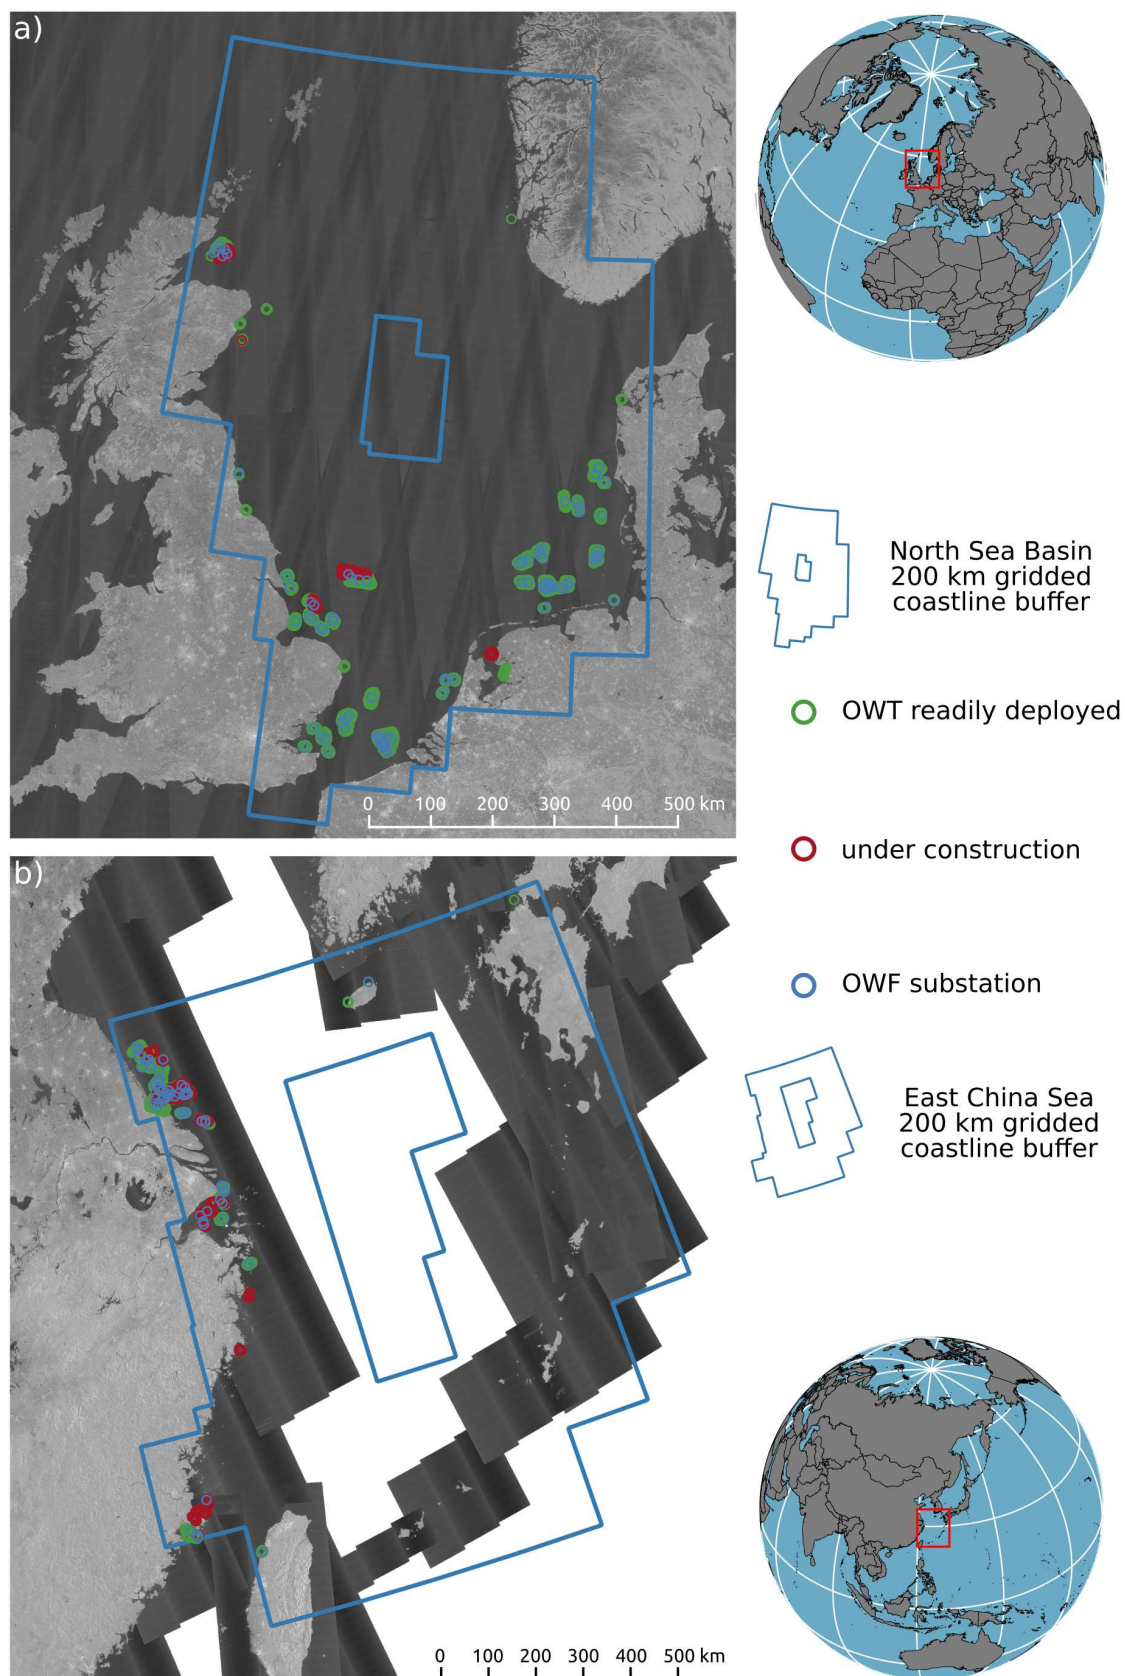 a)
0 100 200 300 400 500 km
North Sea Basin
200 km gridded
coastline buffer
OWT readily deployed
under construction
b)
OWF substation
East China Sea
200 km gridded
coastline buffer
0 100 200 300 400 500 km